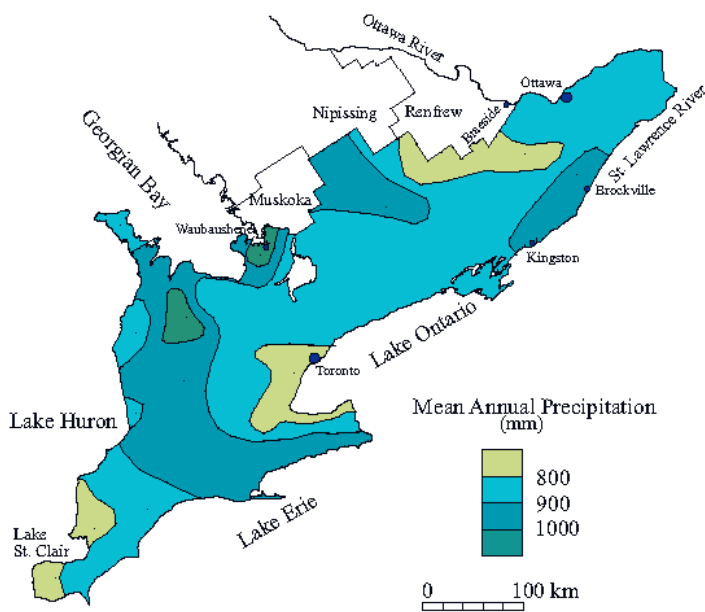 Ottawa River
Ottawa
Nipissing
Renfrew
Braeside
St. Lawrence River
Georgian Bay
Muskoka
Brockville
Waubaushene
Kingston
Lake Ontario
Toronto
Lake Huron
Mean Annual Precipitation
(mm)
800
900
1000
Lake Erie
Lake
St. Clair
0 100 km